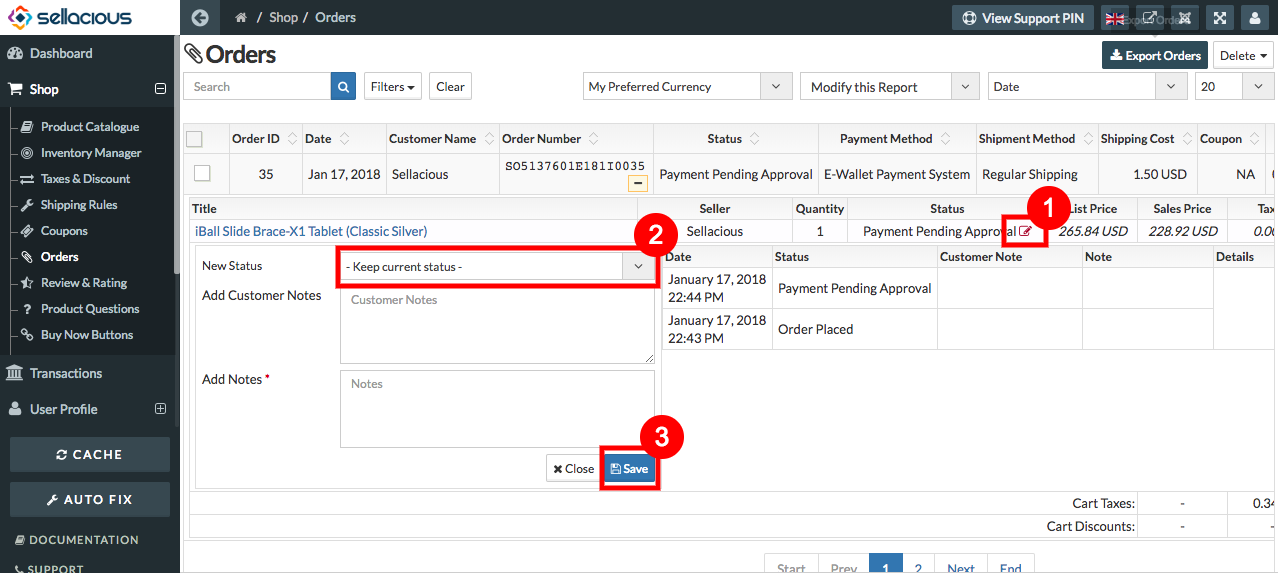 sellacious
/ Shop / Orders
View Support PIN
Dashboard
Shop
Product Catalogue
Inventory Manager
Taxes & Discount
Shipping Rules
Coupons
Orders
Review & Rating
Product Questions
Buy Now Buttons
Transactions
User Profile
CACHE
AUTO FIX
DOCUMENTATION
SUPPORT
Orders
Export Orders
Delete
Search
Filters
Clear
My Preferred Currency
Modify this Report
Date
20
Order ID Date Customer Name Order Number Status Payment Method Shipment Method Shipping Cost Coupon
35 Jan 17, 2018 Sellacious SO5137601E181I0035 Payment Pending Approval E-Wallet Payment System Regular Shipping 1.50 USD NA
Title Seller Quantity Status List Price Sales Price Tax
iBall Slide Brace-X1 Tablet (Classic Silver) Sellacious 1 Payment Pending Approval 265.84 USD 228.92 USD 0.00
1
2
New Status
- Keep current status -
Add Customer Notes
Customer Notes
Add Notes *
Notes
3
Close
Save
Date Status Customer Note Note Details
January 17, 2018
22:44 PM
Payment Pending Approval
January 17, 2018
22:43 PM
Order Placed
Cart Taxes: - 0.34
Cart Discounts: - -
Start Prev 1 2 Next End